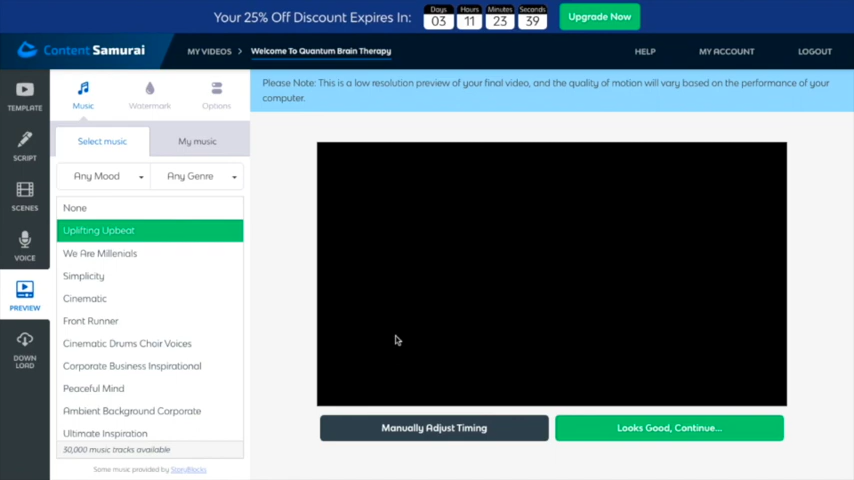 Your 25% Off Discount Expires In:
Days Hours Minutes Seconds
03 11 23 39
Upgrade Now
Content Samurai
MY VIDEOS > Welcome To Quantum Brain Therapy
HELP MY ACCOUNT LOGOUT
TEMPLATE
SCRIPT
SCENES
VOICE
PREVIEW
DOWN
LOAD
Music Watermark Options
Select music My music
Any Mood Any Genre
None
Uplifting Upbeat
We Are Millenials
Simplicity
Cinematic
Front Runner
Cinematic Drums Choir Voices
Corporate Business Inspirational
Peaceful Mind
Ambient Background Corporate
Ultimate Inspiration
30,000 music tracks available
Some music provided by StoryBlocks
Please Note: This is a low resolution preview of your final video, and the quality of motion will vary based on the performance of your
computer.
Manually Adjust Timing
Looks Good, Continue...